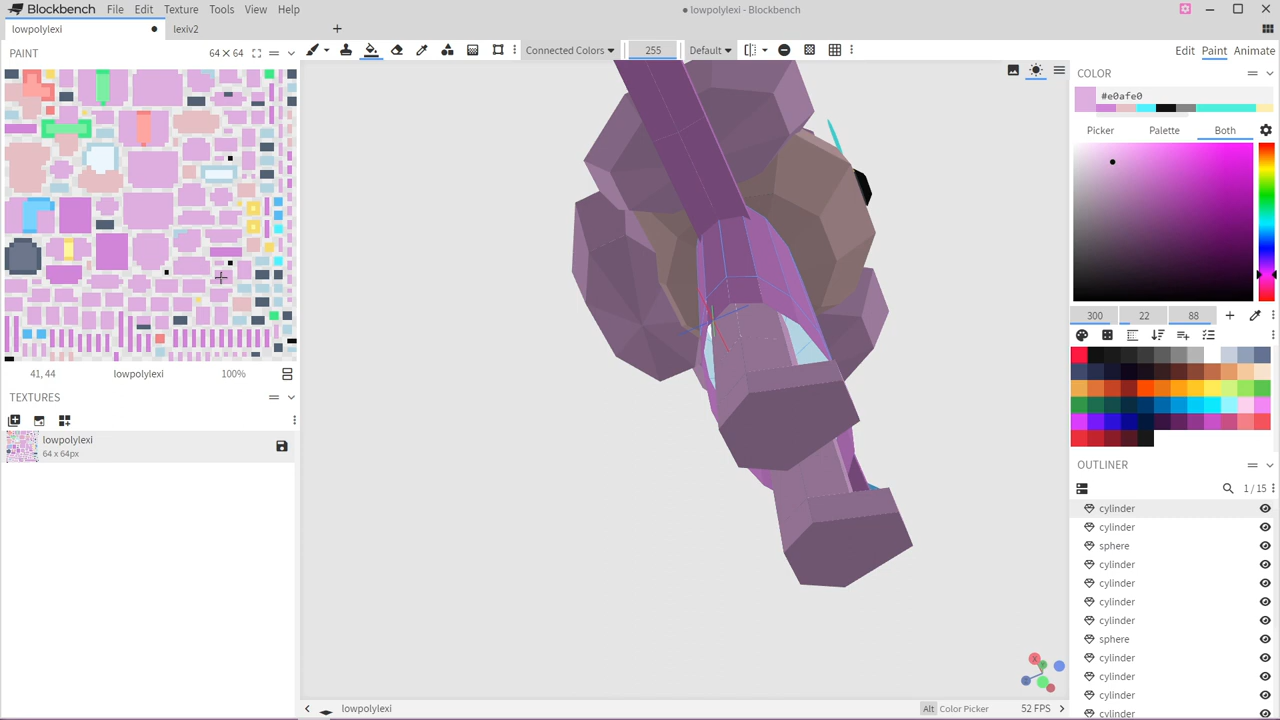 Blockbench File Edit Texture Tools View Help
● lowpolylexi - Blockbench
lowpolylexi
lexiv2
PAINT
64 × 64
Connected Colors
255
Default
Edit Paint Animate
COLOR
#e0afe0
Picker Palette Both
300 22 88
41, 44
lowpolylexi
100%
TEXTURES
lowpolylexi
64 x 64px
OUTLINER
1 / 15
cylinder
cylinder
sphere
cylinder
cylinder
cylinder
cylinder
sphere
cylinder
cylinder
cylinder
cylinder
lowpolylexi
Alt Color Picker
52 FPS